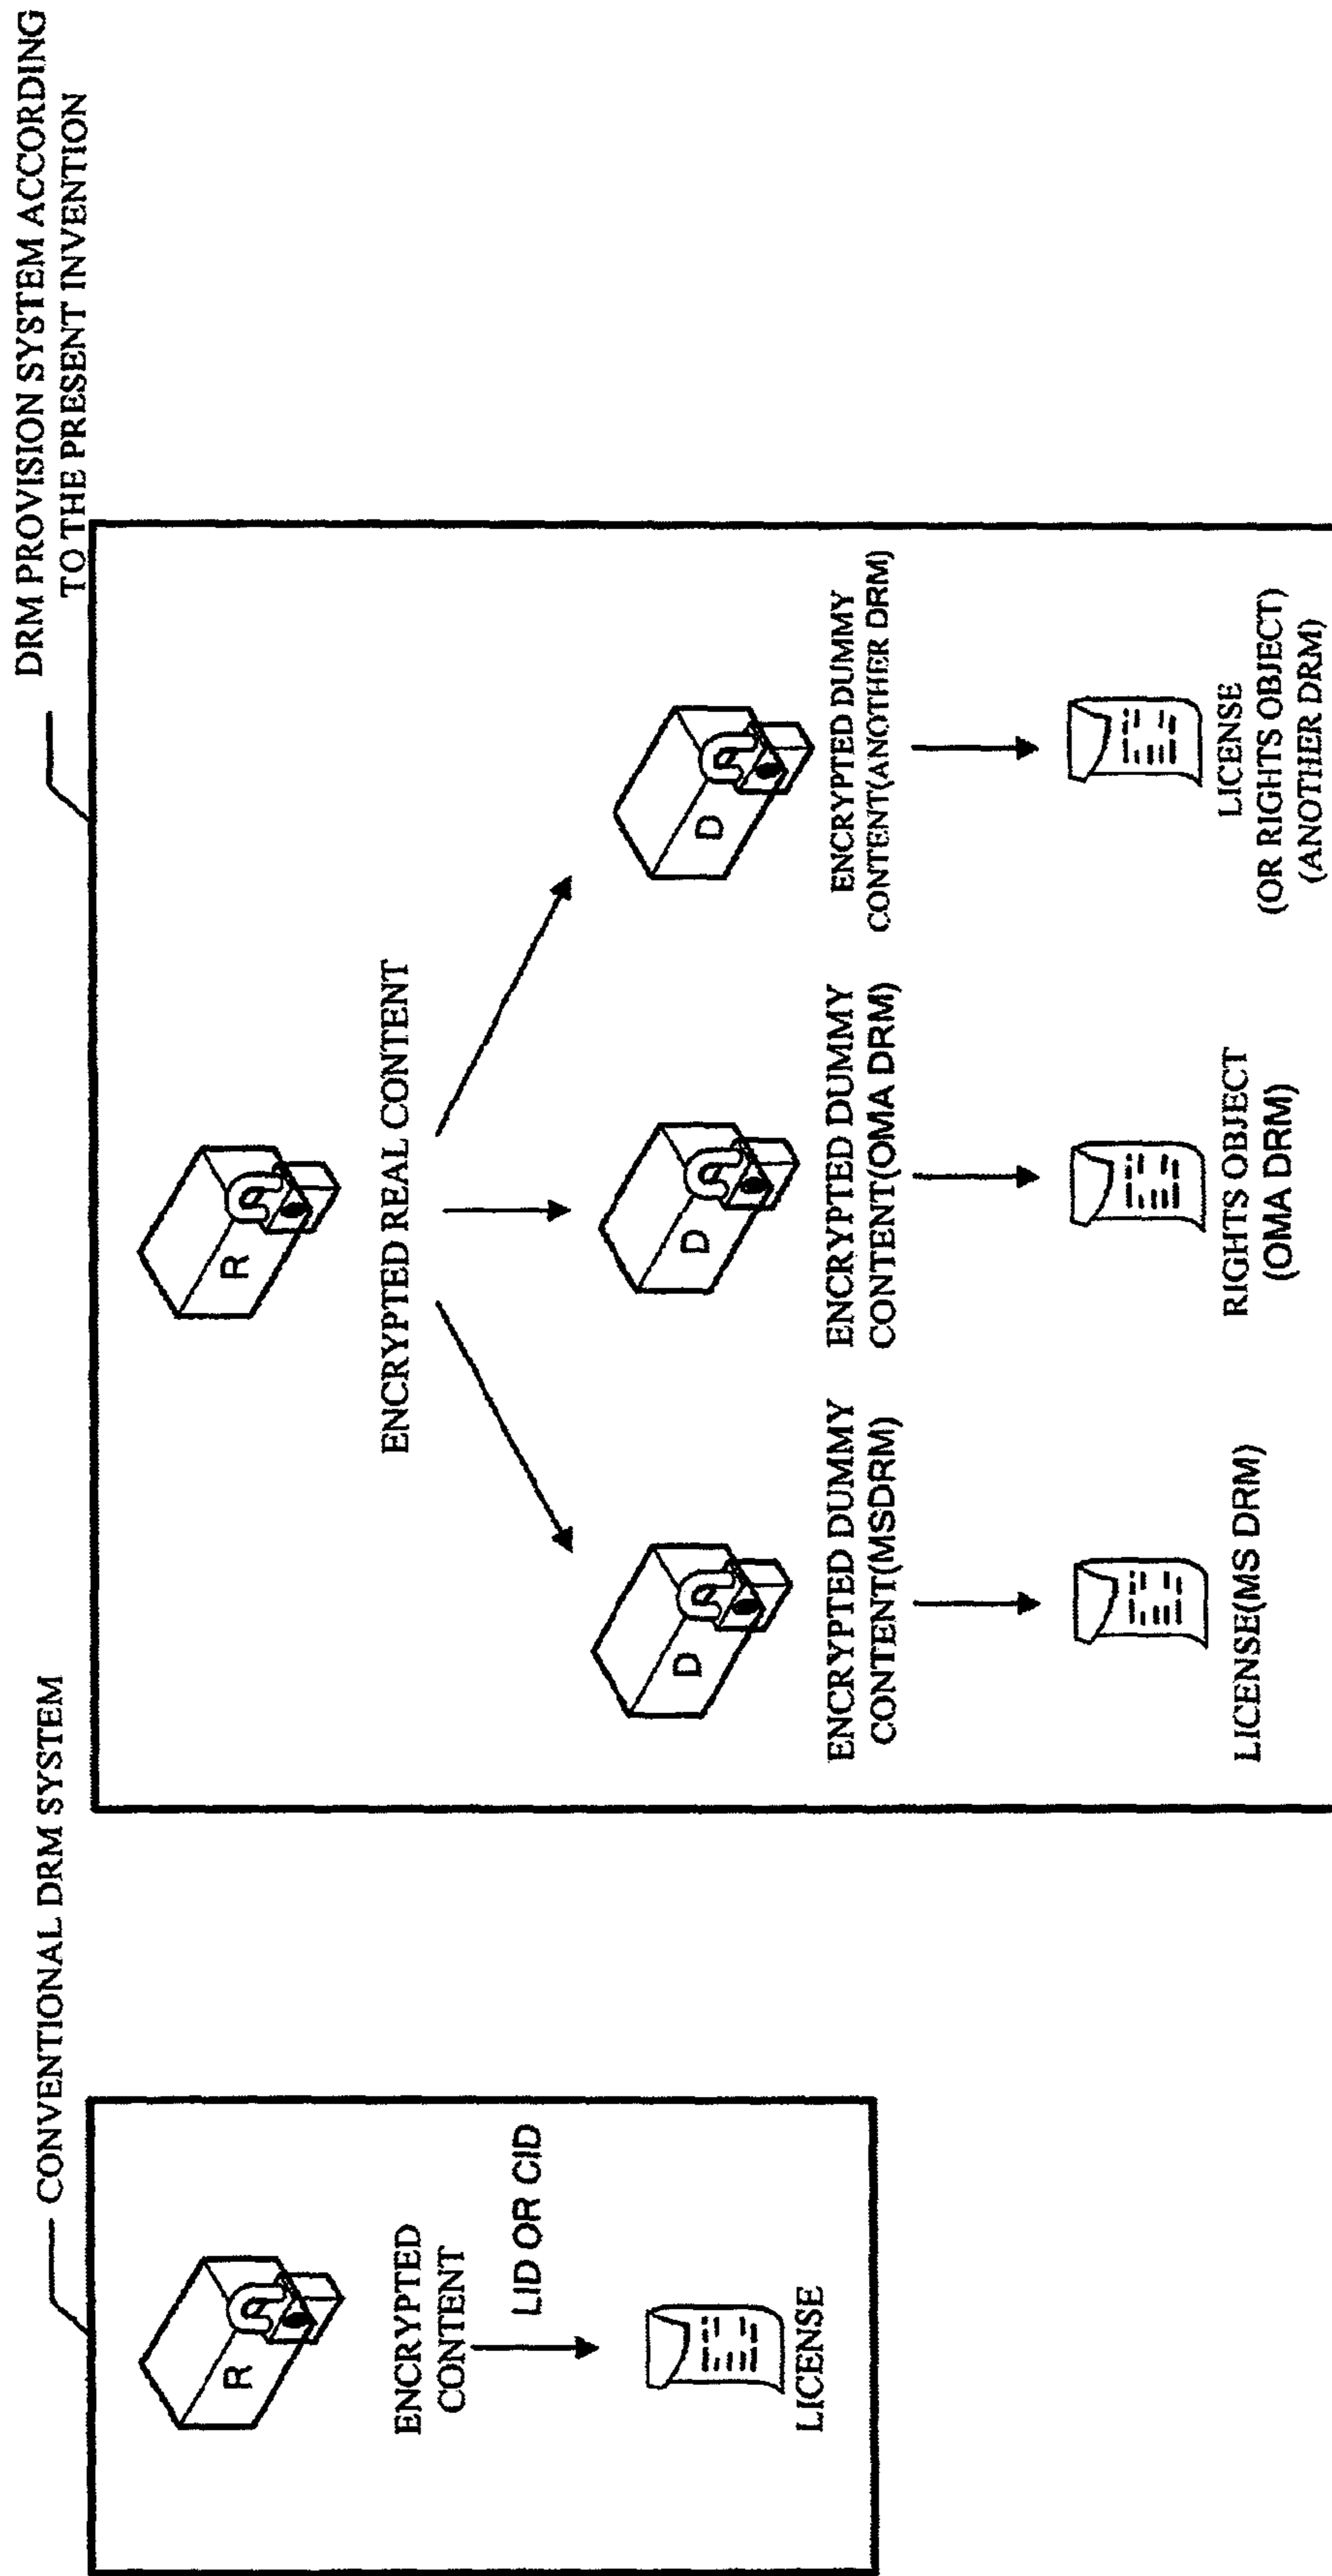 CONVENTIONAL DRM SYSTEM
R
ENCRYPTED
CONTENT
LID OR CID
LICENSE
DRM PROVISION SYSTEM ACCORDING
TO THE PRESENT INVENTION
R
ENCRYPTED REAL CONTENT
D
ENCRYPTED DUMMY
CONTENT(MSDRM)
LICENSE(MS DRM)
D
ENCRYPTED DUMMY
CONTENT(OMA DRM)
RIGHTS OBJECT
(OMA DRM)
D
ENCRYPTED DUMMY
CONTENT(ANOTHER DRM)
LICENSE
(OR RIGHTS OBJECT)
(ANOTHER DRM)